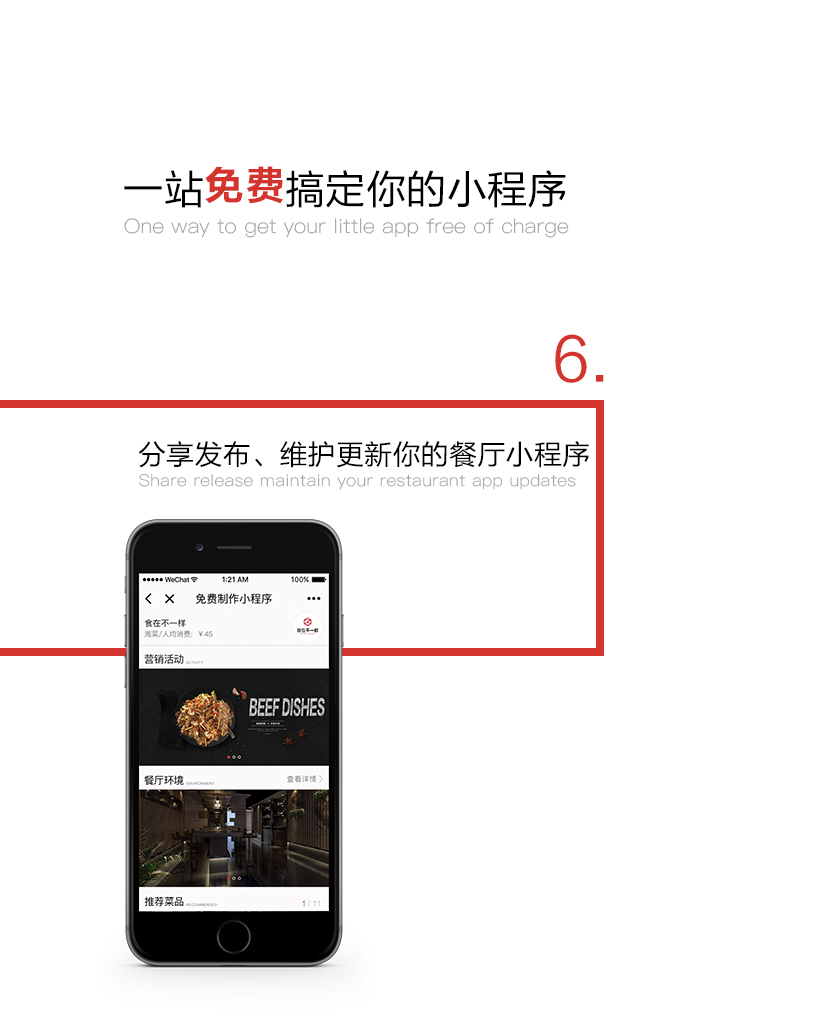 一站免费搞定你的小程序
One way to get your little app free of charge
6.
分享发布、维护更新你的餐厅小程序
Share release maintain your restaurant app updates
WeChat 1:21 AM 100%
免费制作小程序
食在不一样
湘菜/人均消费: ￥45
食在不一样
营销活动 ACTIVITY
BEEF DISHES
餐厅环境 ENVIRONMENT 查看详情
推荐菜品 RECOMMENDED 1 / 11